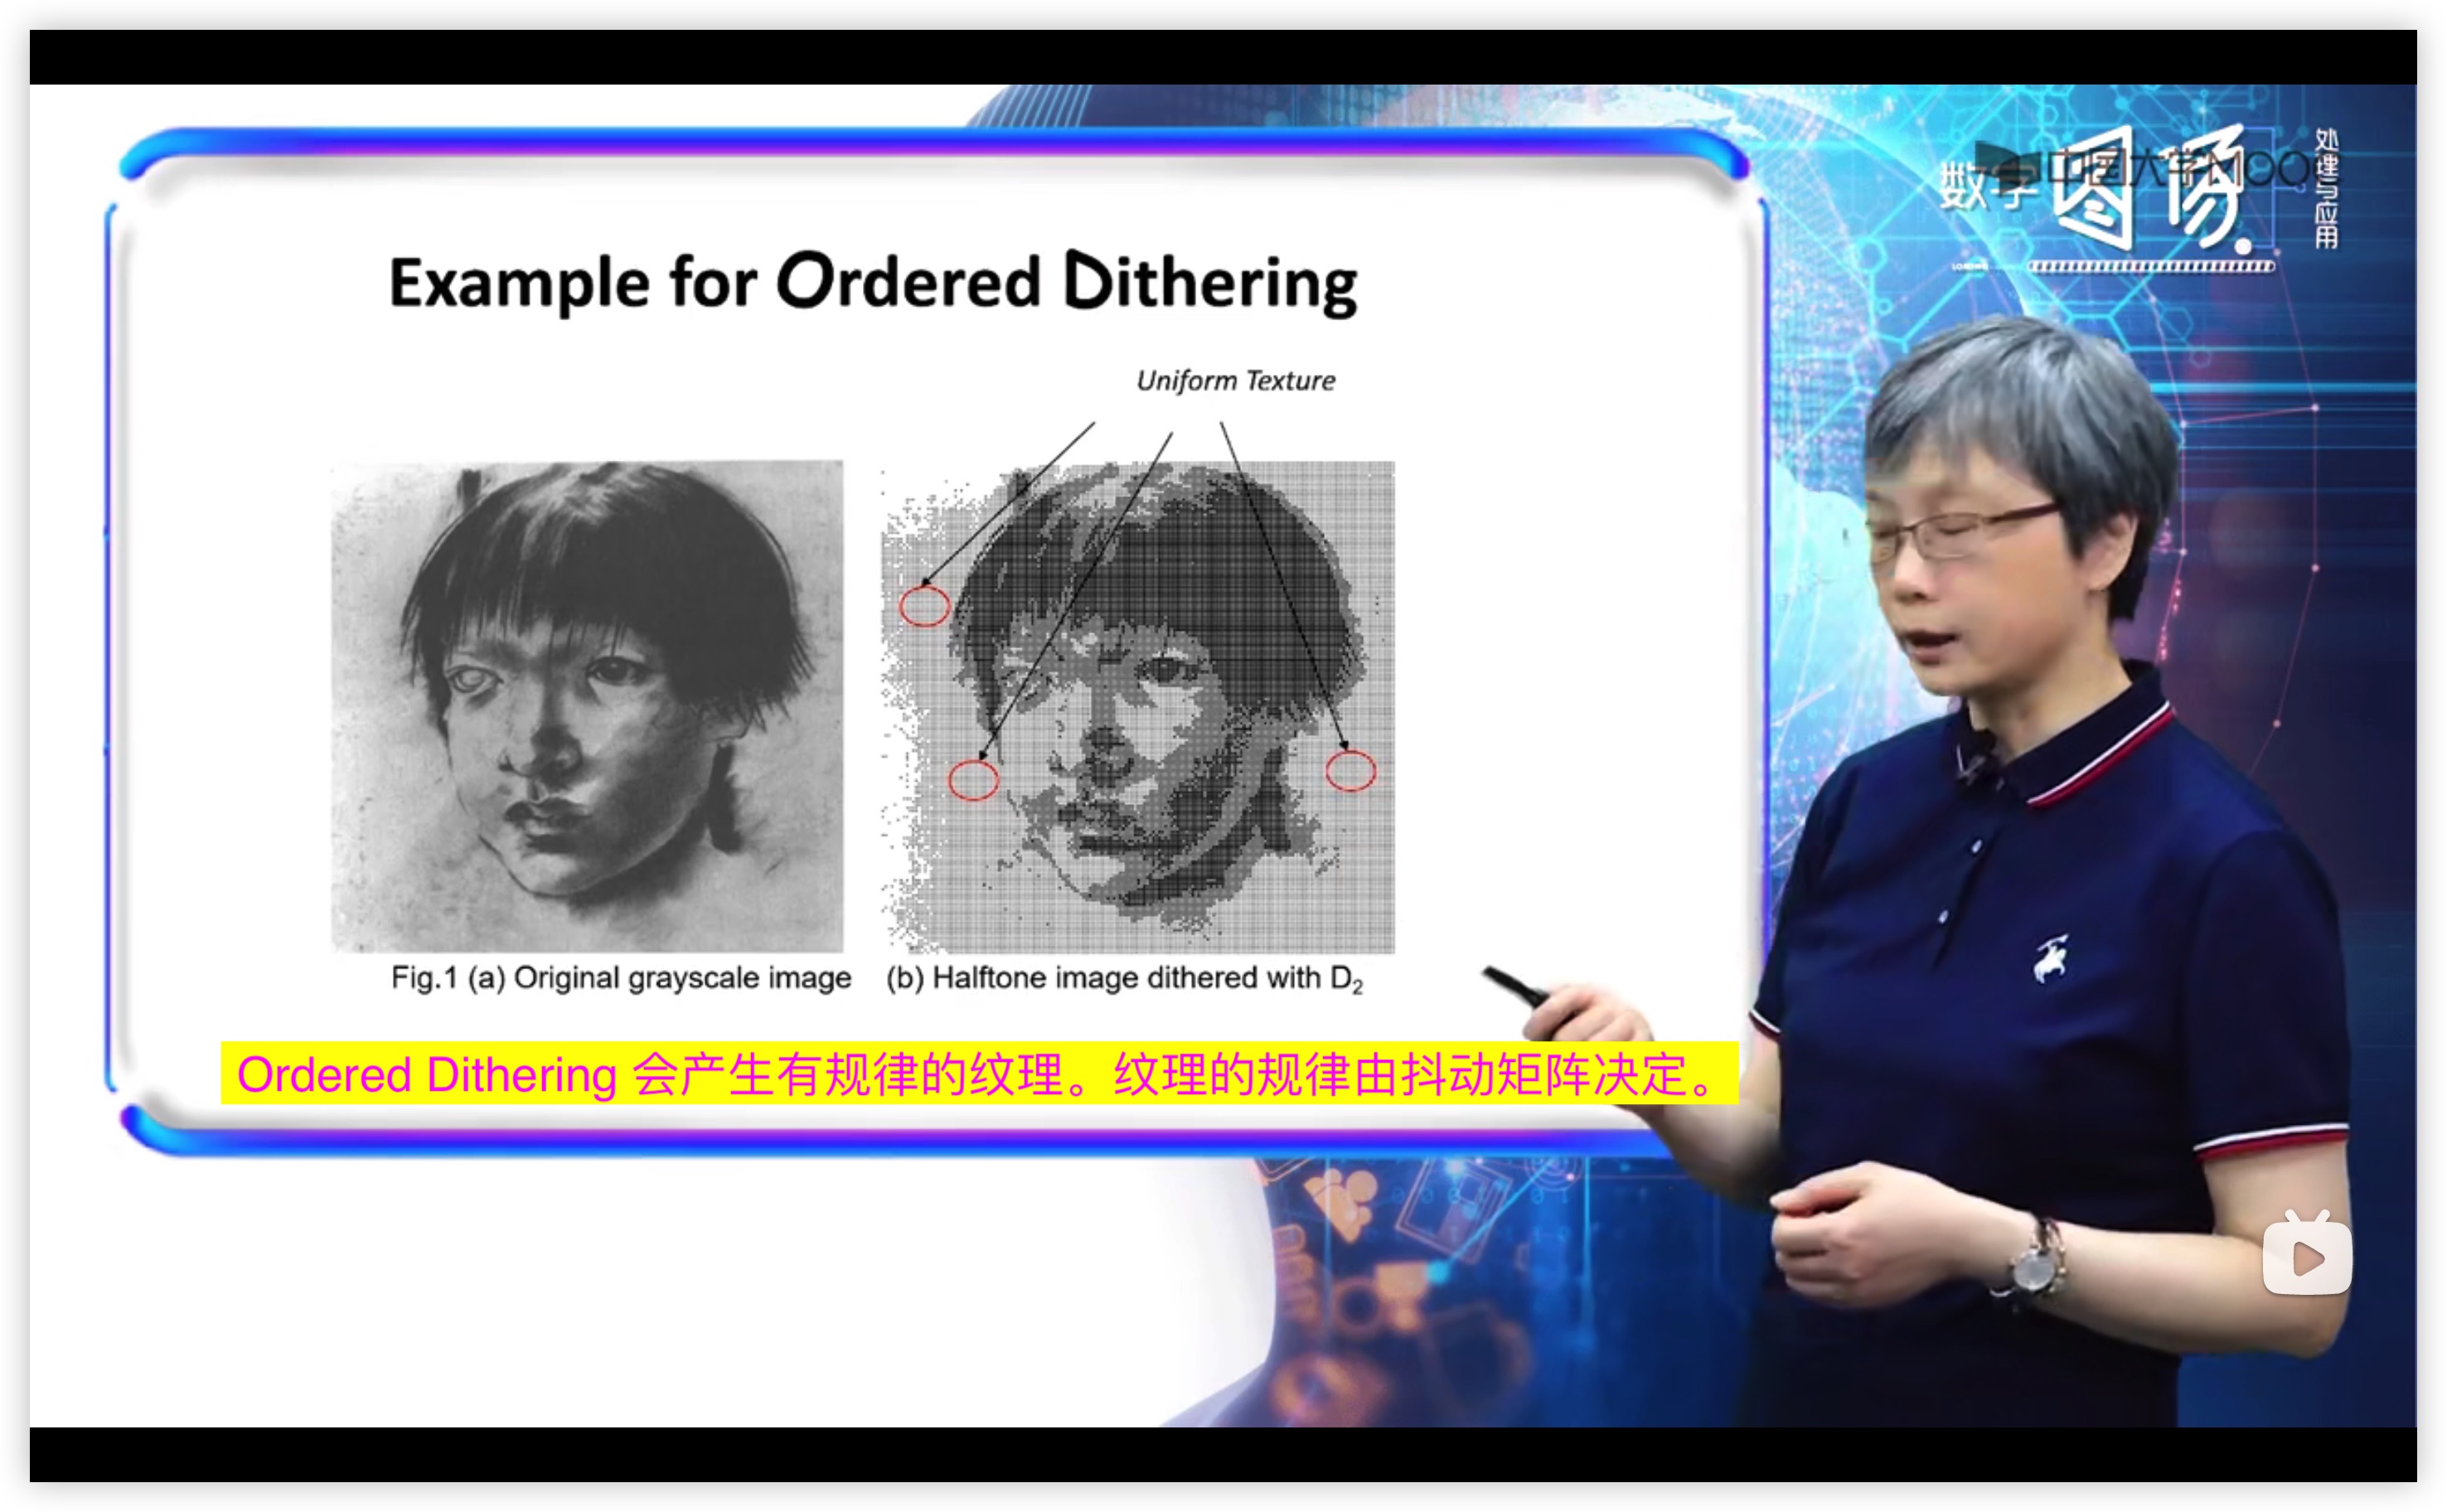 数字图像
处理与应用
中国大学MOOC
Example for Ordered Dithering
Uniform Texture
Fig.1 (a) Original grayscale image (b) Halftone image dithered with D₂
Ordered Dithering 会产生有规律的纹理。纹理的规律由抖动矩阵决定。